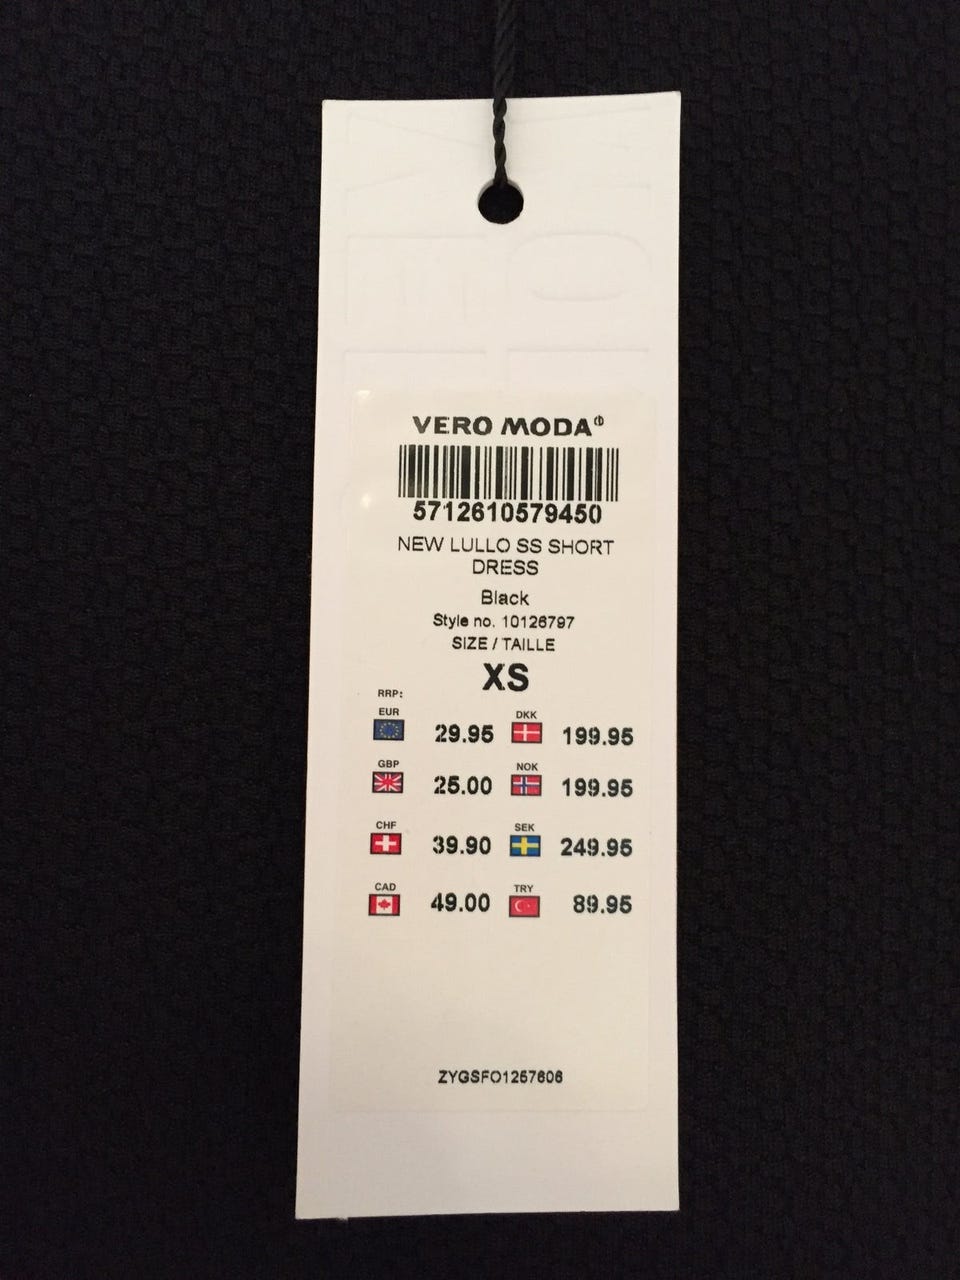 VERO MODA®
5712610579450
NEW LULLO SS SHORT
DRESS
Black
Style no. 10126797
SIZE / TAILLE
XS
RRP:
EUR 29.95 DKK 199.95
GBP 25.00 NOK 199.95
CHF 39.90 SEK 249.95
CAD 49.00 TRY 89.95
ZYGSFO1257606